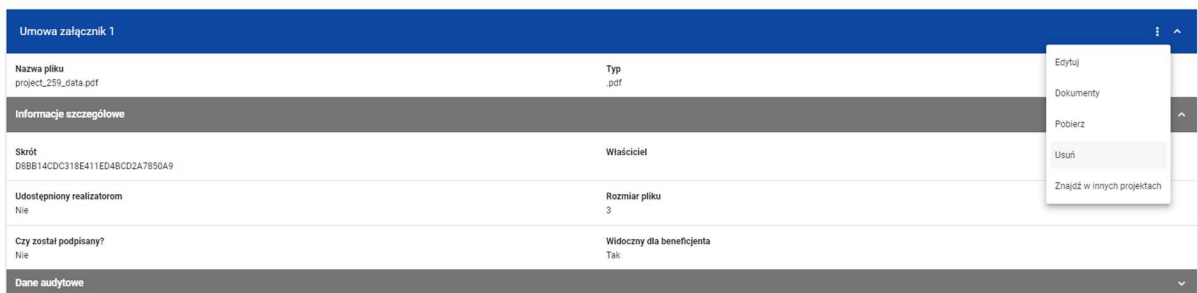 Umowa załącznik 1
Nazwa pliku
project_259_data.pdf
Typ
.pdf
Edytuj
Dokumenty
Pobierz
Usuń
Znajdź w innych projektach
Informacje szczegółowe
Skrót
D8BB14CDC318E411ED4BCD2A7850A9
Właściciel
Udostępniony realizatorom
Nie
Rozmiar pliku
3
Czy został podpisany?
Nie
Widoczny dla beneficjenta
Tak
Dane audytowe